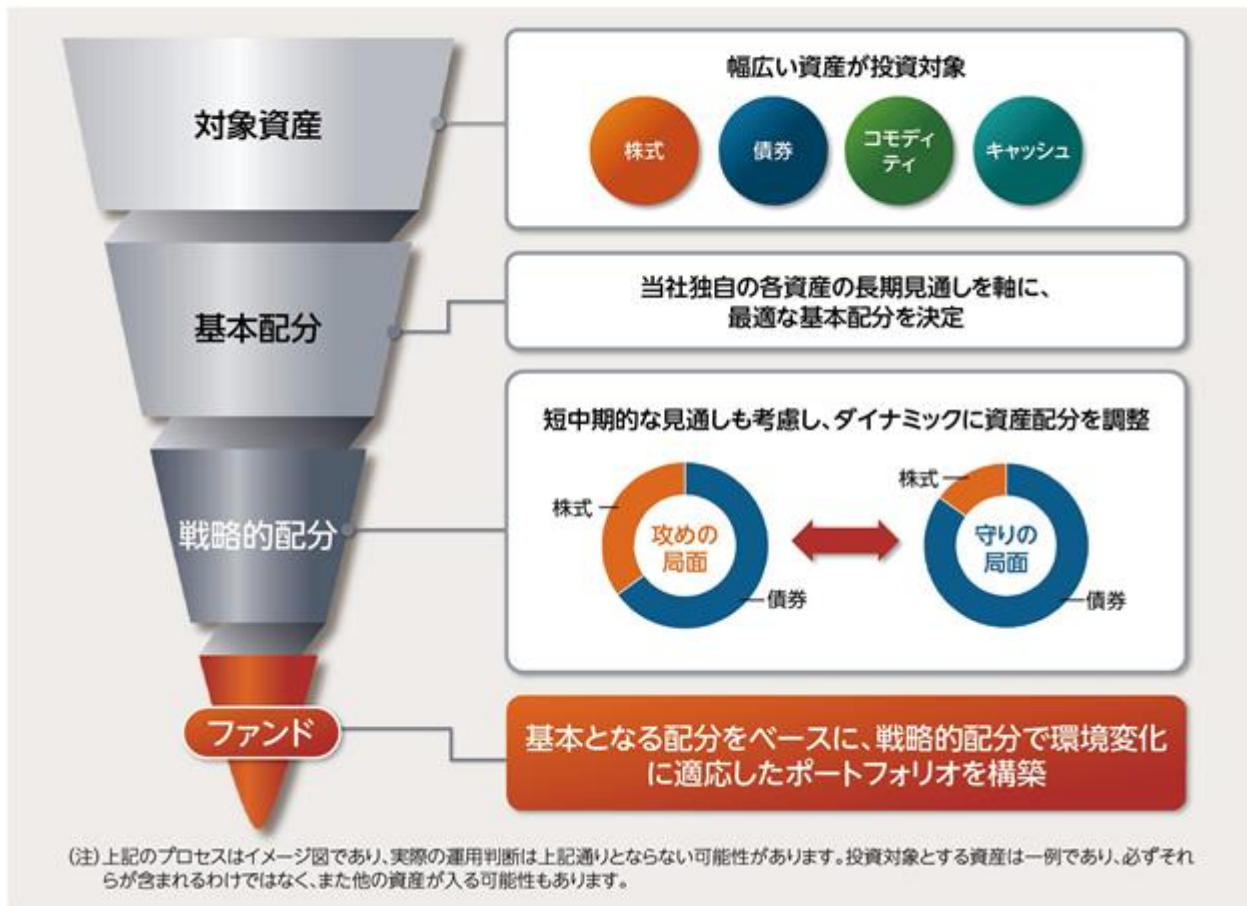 対象資産
幅広い資産が投資対象
株式
債券
コモディ
ティ
キャッシュ
基本配分
当社独自の各資産の長期見通しを軸に、
最適な基本配分を決定
戦略的配分
短中期的な見通しも考慮し、ダイナミックに資産配分を調整
株式
攻めの
局面
債券
株式
守りの
局面
債券
ファンド
基本となる配分をベースに、戦略的配分で環境変化
に適応したポートフォリオを構築
(注)上記のプロセスはイメージ図であり、実際の運用判断は上記通りとならない可能性があります。投資対象とする資産は一例であり、必ずそれ
らが含まれるわけではなく、また他の資産が入る可能性もあります。